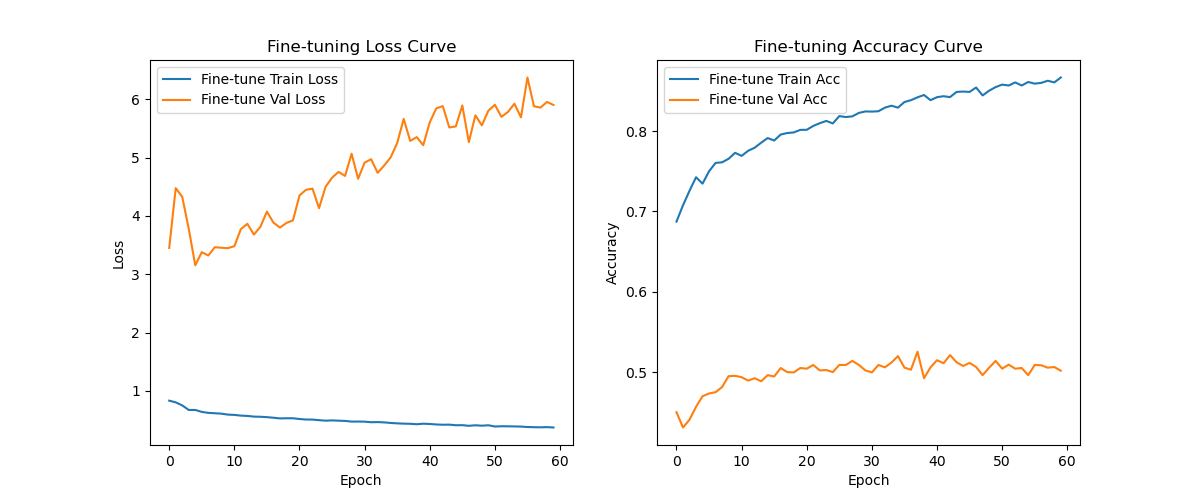 Fine-tuning Loss Curve
Fine-tune Train Loss
Fine-tune Val Loss
6
5
4
3
2
1
Loss
0 10 20 30 40 50 60
Epoch
Fine-tuning Accuracy Curve
Fine-tune Train Acc
Fine-tune Val Acc
0.8
0.7
0.6
0.5
Accuracy
0 10 20 30 40 50 60
Epoch